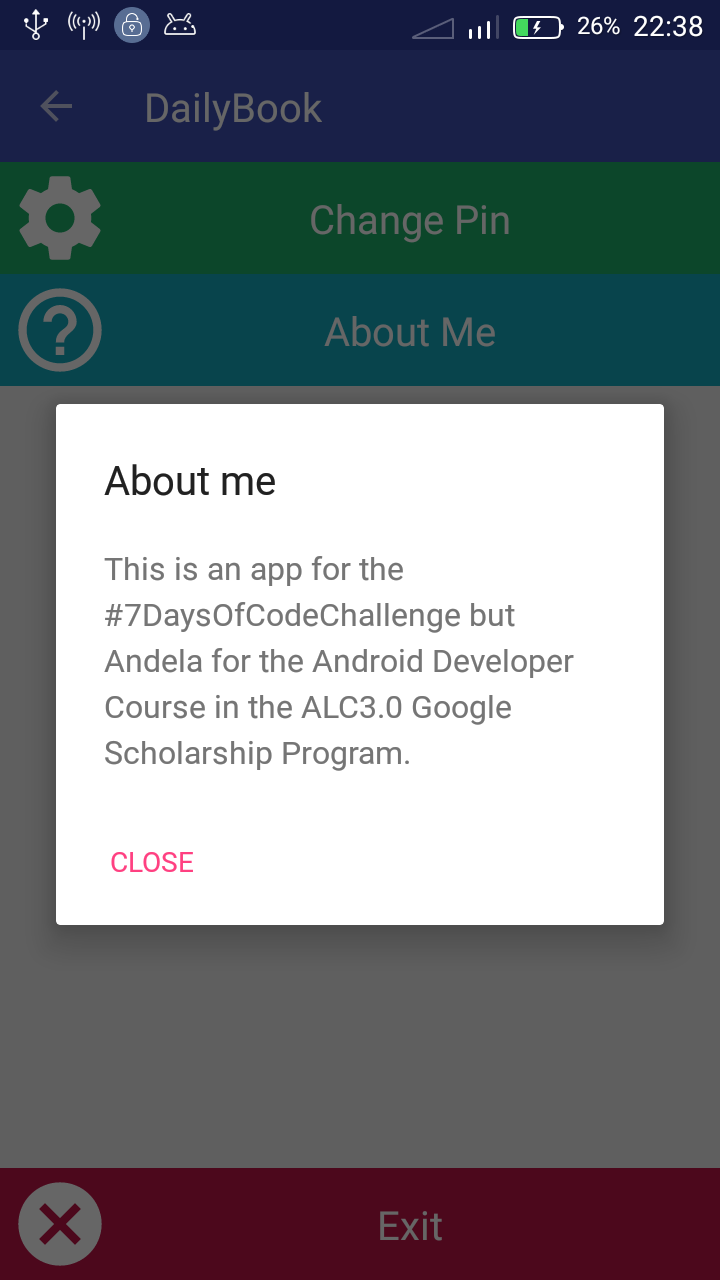 26% 22:38
DailyBook
Change Pin
About Me
About me
This is an app for the
#7DaysOfCodeChallenge but
Andela for the Android Developer
Course in the ALC3.0 Google
Scholarship Program.
CLOSE
Exit